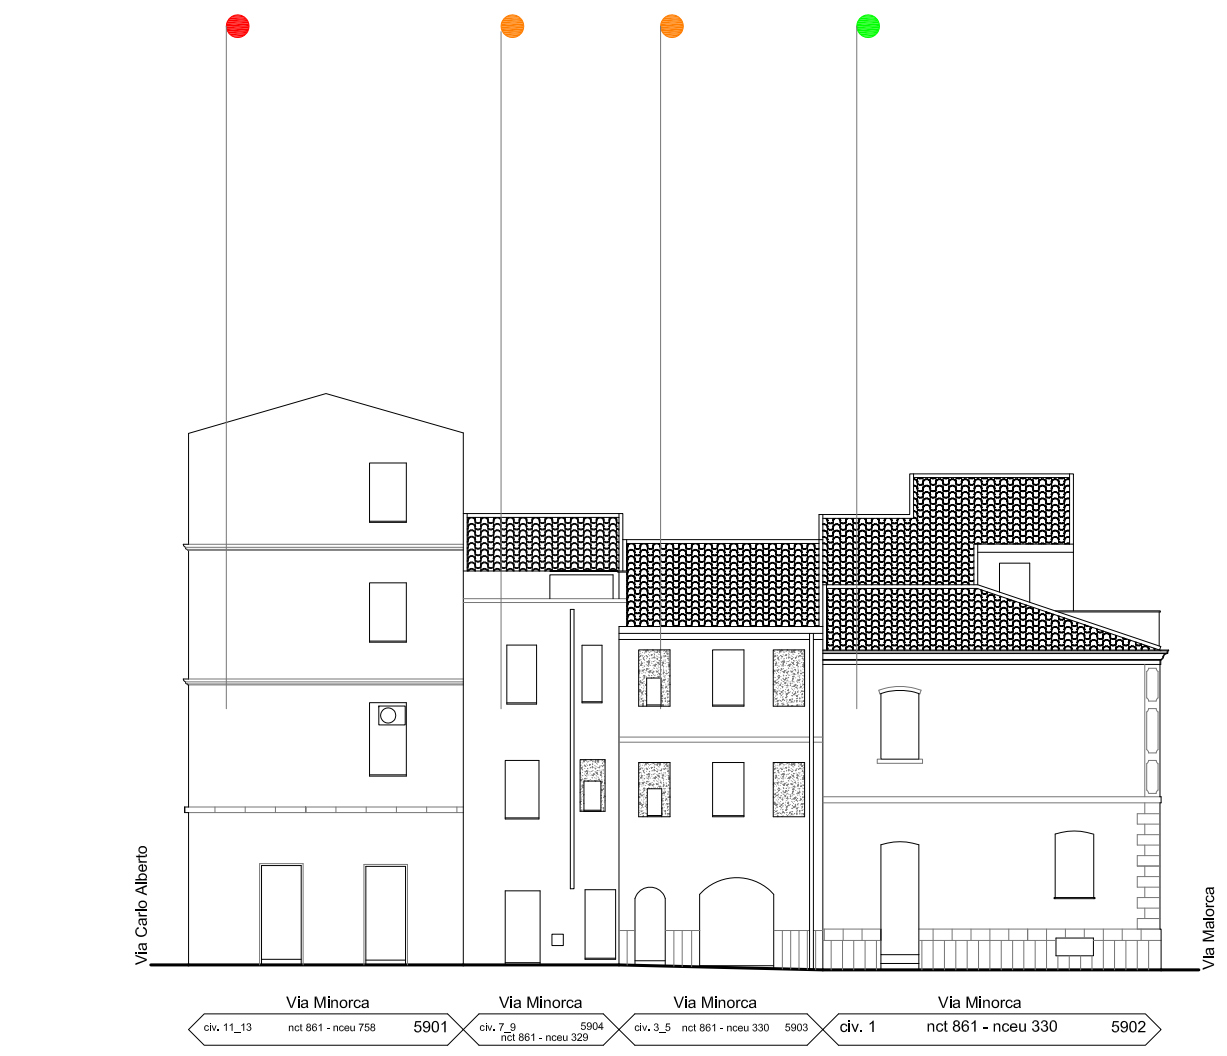 Via Carlo Alberto
Via Malorca
Via Minorca
civ. 11_13 nct 861 - nceu 758 5901
Via Minorca
civ. 7_9 5904
nct 861 - nceu 329
Via Minorca
civ. 3_5 nct 861 - nceu 330 5903
Via Minorca
civ. 1 nct 861 - nceu 330 5902